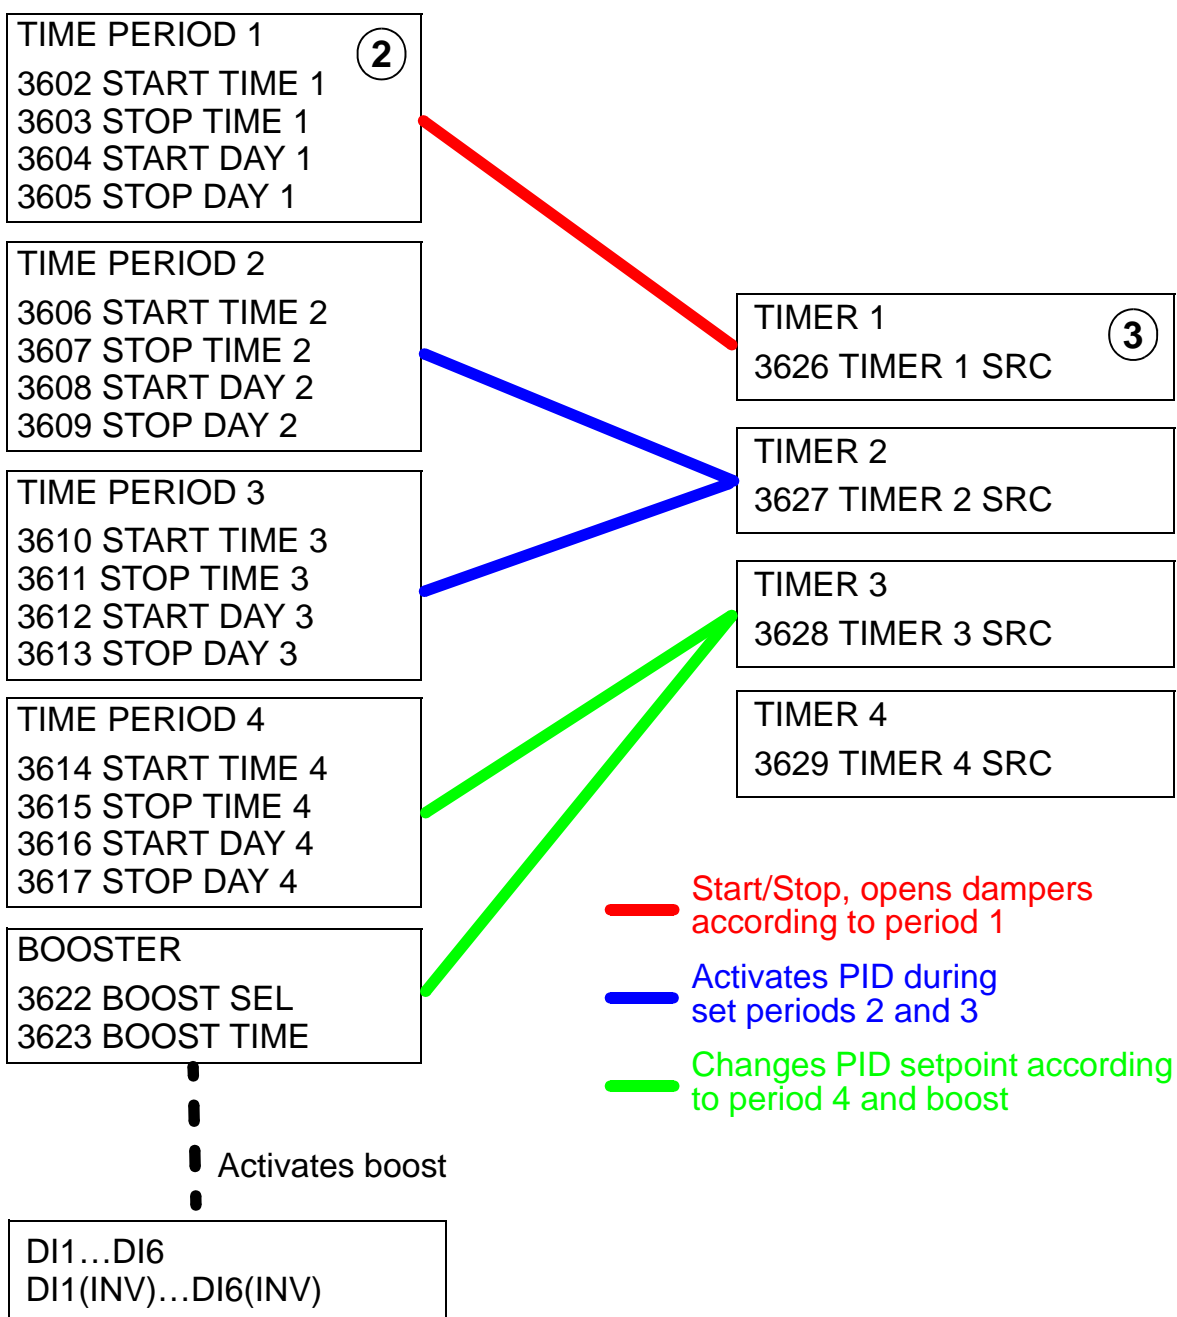 TIME PERIOD 1
2
3602 START TIME 1
3603 STOP TIME 1
3604 START DAY 1
3605 STOP DAY 1
TIME PERIOD 2
3606 START TIME 2
3607 STOP TIME 2
3608 START DAY 2
3609 STOP DAY 2
TIME PERIOD 3
3610 START TIME 3
3611 STOP TIME 3
3612 START DAY 3
3613 STOP DAY 3
TIME PERIOD 4
3614 START TIME 4
3615 STOP TIME 4
3616 START DAY 4
3617 STOP DAY 4
BOOSTER
3622 BOOST SEL
3623 BOOST TIME
Activates boost
DI1…DI6
DI1(INV)…DI6(INV)
TIMER 1
3
3626 TIMER 1 SRC
TIMER 2
3627 TIMER 2 SRC
TIMER 3
3628 TIMER 3 SRC
TIMER 4
3629 TIMER 4 SRC
Start/Stop, opens dampers
according to period 1
Activates PID during
set periods 2 and 3
Changes PID setpoint according
to period 4 and boost